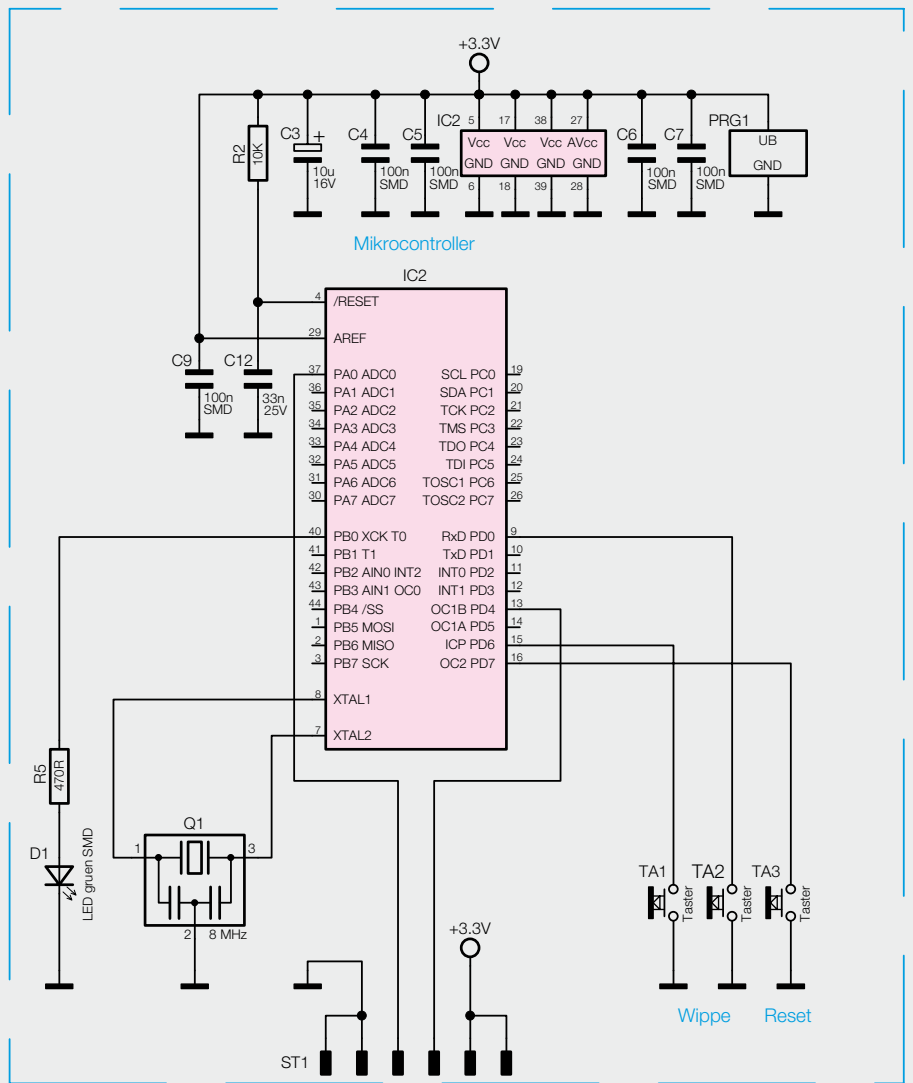 +3.3V
IC2
5 17 38 27
Vcc Vcc Vcc AVcc
GND GND GND GND
6 18 39 28
PRG1
UB
GND
R2
10K
C3
+
10u
16V
C4
100n
SMD
C5
100n
SMD
C6
100n
SMD
C7
100n
SMD
Mikrocontroller
IC2
4 /RESET
29 AREF
C9
100n
SMD
C12
33n
25V
37 PA0 ADC0 SCL PC0 19
36 PA1 ADC1 SDA PC1 20
35 PA2 ADC2 TCK PC2 21
34 PA3 ADC3 TMS PC3 22
33 PA4 ADC4 TDO PC4 23
32 PA5 ADC5 TDI PC5 24
31 PA6 ADC6 TOSC1 PC6 25
30 PA7 ADC7 TOSC2 PC7 26
40 PB0 XCK T0 RxD PD0 9
41 PB1 T1 TxD PD1 10
42 PB2 AIN0 INT2 INT0 PD2 11
43 PB3 AIN1 OC0 INT1 PD3 12
44 PB4 /SS OC1B PD4 13
1 PB5 MOSI OC1A PD5 14
2 PB6 MISO ICP PD6 15
3 PB7 SCK OC2 PD7 16
8 XTAL1
7 XTAL2
R5
470R
D1
LED gruen SMD
Q1
1 3
2 8 MHz
TA1
Taster
TA2
Taster
TA3
Taster
+3.3V
Wippe Reset
ST1